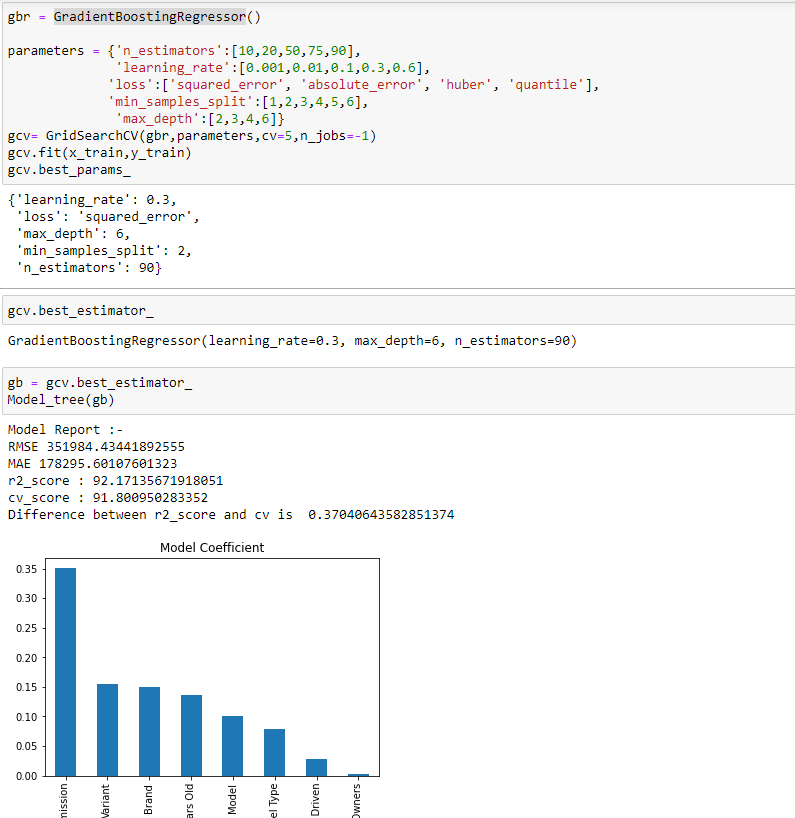 gbr = GradientBoostingRegressor()
parameters = {'n_estimators':[10,20,50,75,90],
'learning_rate':[0.001,0.01,0.1,0.3,0.6],
'loss':['squared_error', 'absolute_error', 'huber', 'quantile'],
'min_samples_split':[1,2,3,4,5,6],
'max_depth':[2,3,4,6]}
gcv= GridSearchCV(gbr,parameters,cv=5,n_jobs=-1)
gcv.fit(x_train,y_train)
gcv.best_params_
{'learning_rate': 0.3,
'loss': 'squared_error',
'max_depth': 6,
'min_samples_split': 2,
'n_estimators': 90}
gcv.best_estimator_
GradientBoostingRegressor(learning_rate=0.3, max_depth=6, n_estimators=90)
gb = gcv.best_estimator_
Model_tree(gb)
Model Report :-
RMSE 351984.43441892555
MAE 178295.60107601323
r2_score : 92.17135671918051
cv_score : 91.800950283352
Difference between r2_score and cv is  0.37040643582851374
Model Coefficient
0.35
0.30
0.25
0.20
0.15
0.10
0.05
0.00
mission
Variant
Brand
ars Old
Model
el Type
Driven
Owners